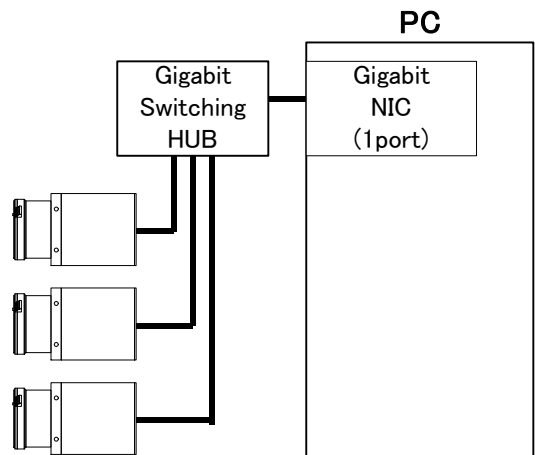 PC
Gigabit
Switching
HUB
Gigabit
NIC
(1port)